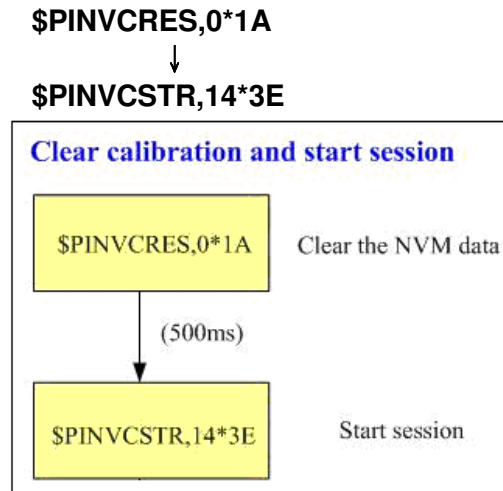 $PINVCRES,0*1A
$PINVCSTR,14*3E
Clear calibration and start session
$PINVCRES,0*1A Clear the NVM data
(500ms)
$PINVCSTR,14*3E Start session